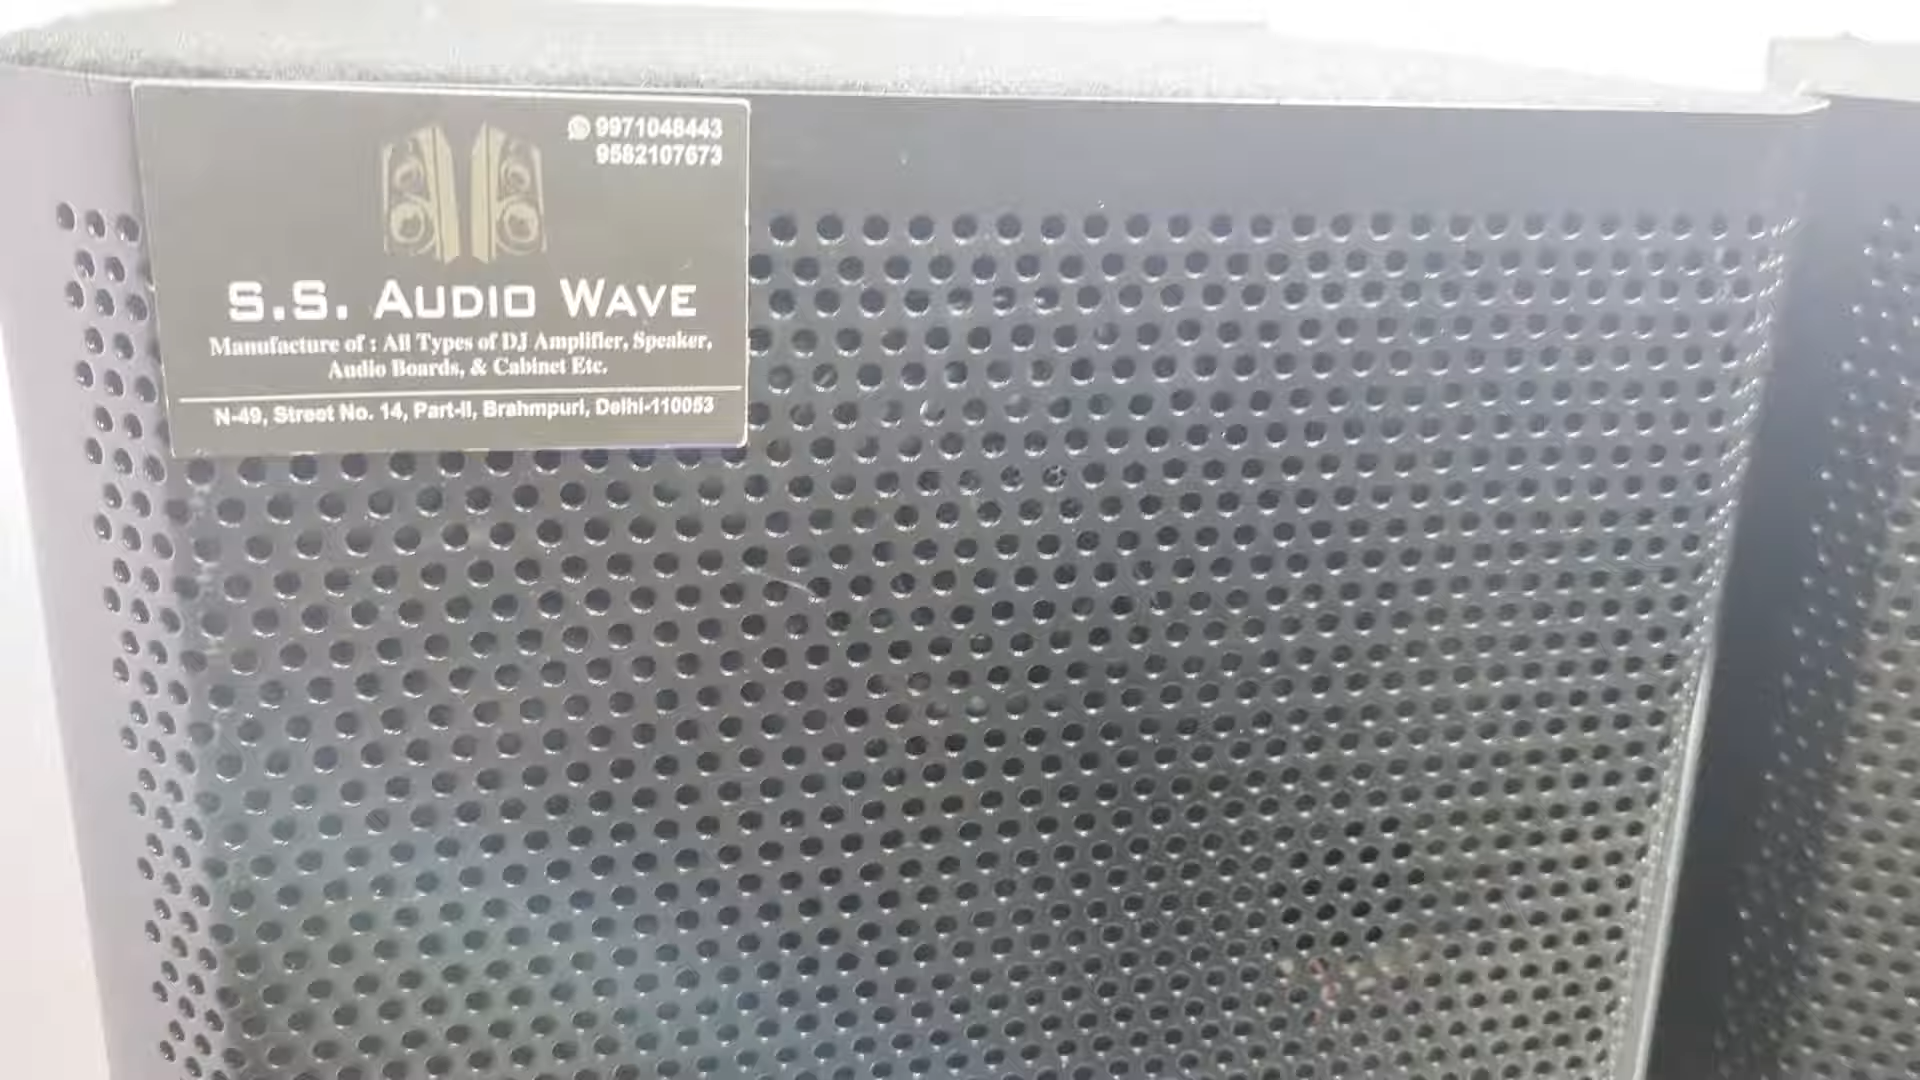 9971048443
9582107673
S.S. AUDIO WAVE
Manufacture of : All Types of DJ Amplifier, Speaker,
Audio Boards, & Cabinet Etc.
N-49, Street No. 14, Part-II, Brahmpuri, Delhi-110053